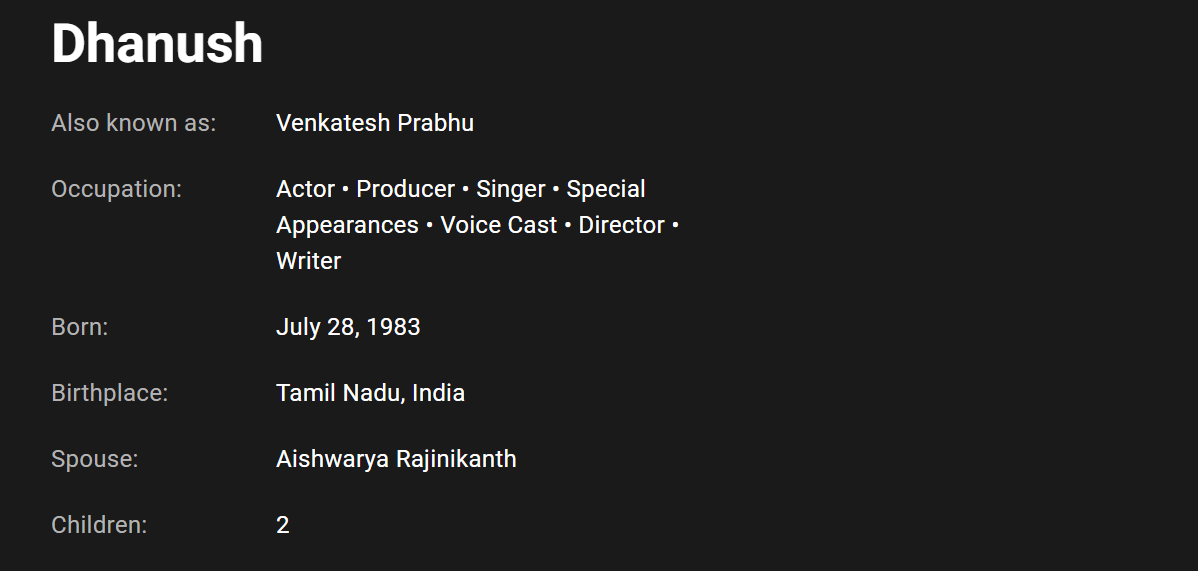 Dhanush
Also known as: Venkatesh Prabhu
Occupation: Actor • Producer • Singer • Special
Appearances • Voice Cast • Director •
Writer
Born: July 28, 1983
Birthplace: Tamil Nadu, India
Spouse: Aishwarya Rajinikanth
Children: 2